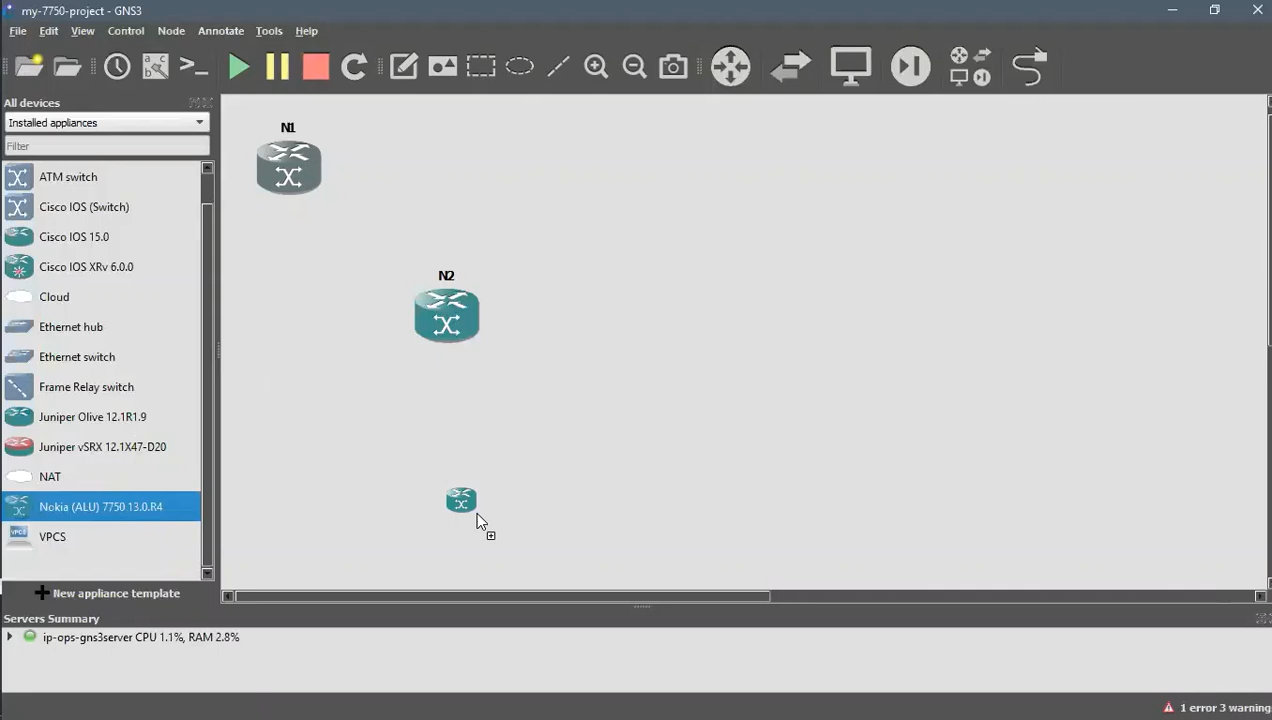 my-7750-project - GNS3
File Edit View Control Node Annotate Tools Help
All devices
Installed appliances
Filter
ATM switch
Cisco IOS (Switch)
Cisco IOS 15.0
Cisco IOS XRv 6.0.0
Cloud
Ethernet hub
Ethernet switch
Frame Relay switch
Juniper Olive 12.1R1.9
Juniper vSRX 12.1X47-D20
NAT
Nokia (ALU) 7750 13.0.R4
VPCS
New appliance template
N1
N2
Servers Summary
ip-ops-gns3server CPU 1.1%, RAM 2.8%
1 error 3 warning